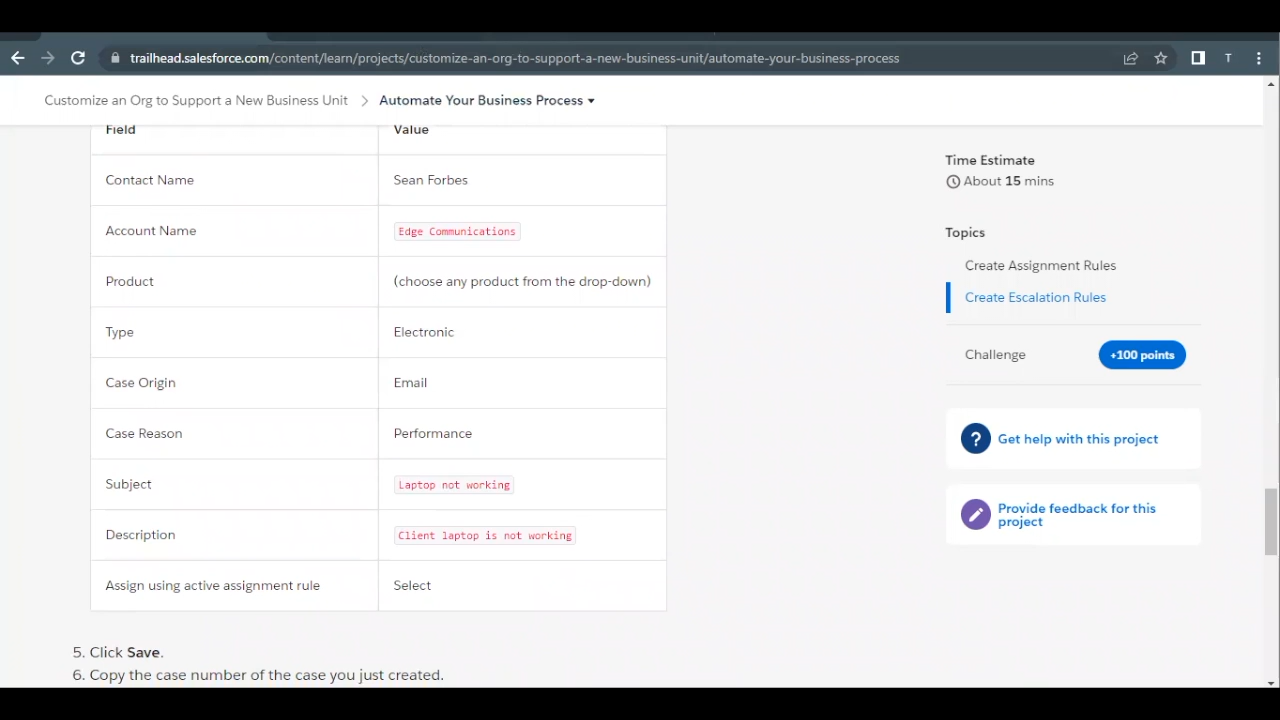 trailhead.salesforce.com/content/learn/projects/customize-an-org-to-support-a-new-business-unit/automate-your-business-process
T
Customize an Org to Support a New Business Unit
Automate Your Business Process
Field Value
Contact Name Sean Forbes
Account Name Edge Communications
Product (choose any product from the drop-down)
Type Electronic
Case Origin Email
Case Reason Performance
Subject Laptop not working
Description Client laptop is not working
Assign using active assignment rule Select
5. Click Save.
6. Copy the case number of the case you just created.
Time Estimate
About 15 mins
Topics
Create Assignment Rules
Create Escalation Rules
Challenge +100 points
? Get help with this project
Provide feedback for this
project